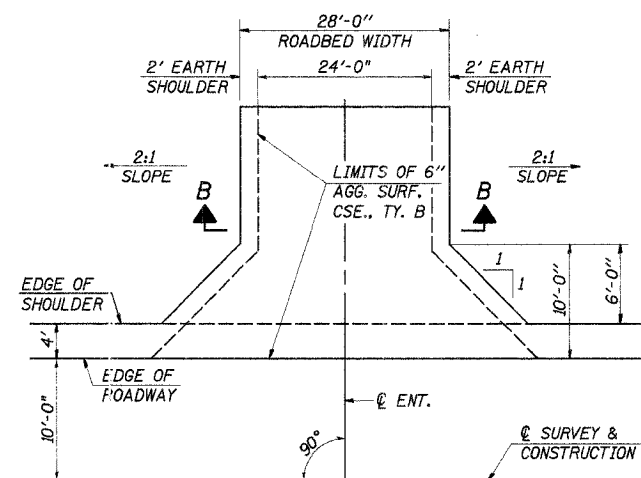 28'-0"
ROADBED WIDTH
2' EARTH
SHOULDER
24'-0"
2' EARTH
SHOULDER
2:1
SLOPE
LIMITS OF 6"
AGG. SURF.
CSE., TY. B
2:1
SLOPE
B
B
1
1
10'-0"
6'-0"
EDGE OF
SHOULDER
4'
EDGE OF
ROADWAY
10'-0"
℄ ENT.
90°
℄ SURVEY &
CONSTRUCTION